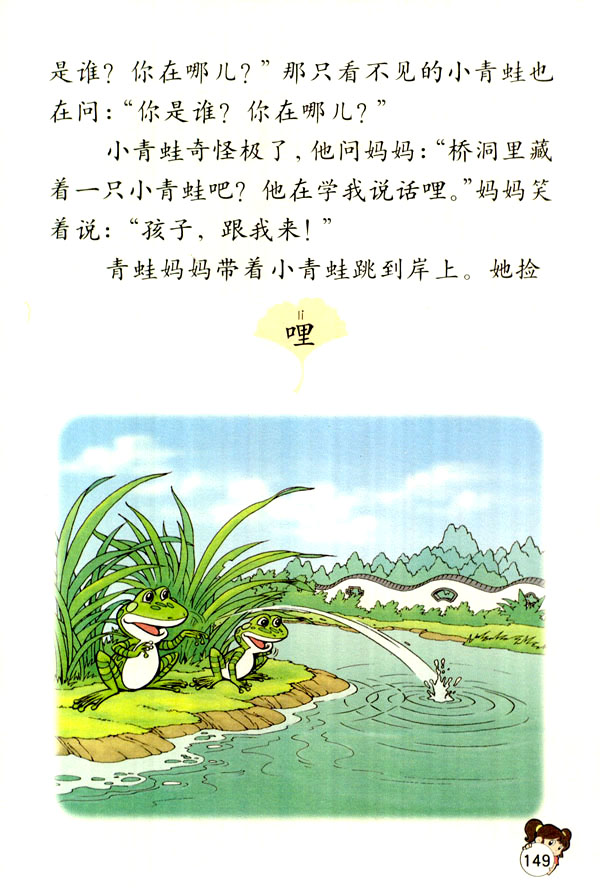 是谁？你在哪儿？”那只看不见的小青蛙也
在问：“你是谁？你在哪儿？”
小青蛙奇怪极了，他问妈妈：“桥洞里藏
着一只小青蛙吧？他在学我说话哩。”妈妈笑
着说：“孩子，跟我来！”
青蛙妈妈带着小青蛙跳到岸上。她捡
li
哩
149